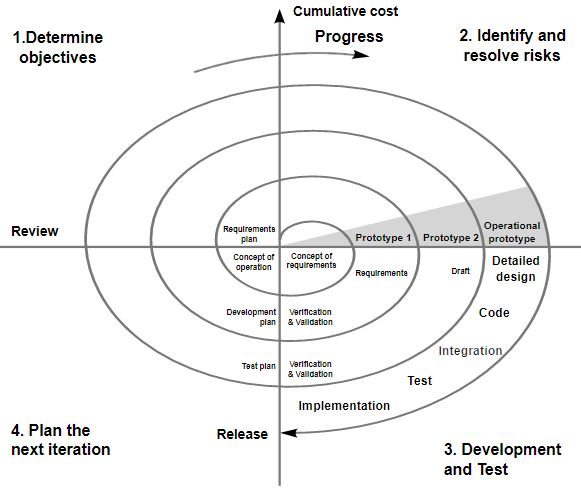 Cumulative cost
1.Determine
objectives
Progress
2. Identify and
resolve risks
Review
Requirements
plan
Prototype 1
Prototype 2
Operational
prototype
Concept of
operation
Concept of
requirements
Requirements
Draft
Detailed
design
Development
plan
Verification
& Validation
Code
Integration
Test plan
Verification
& Validation
Test
Implementation
4. Plan the
next iteration
Release
3. Development
and Test